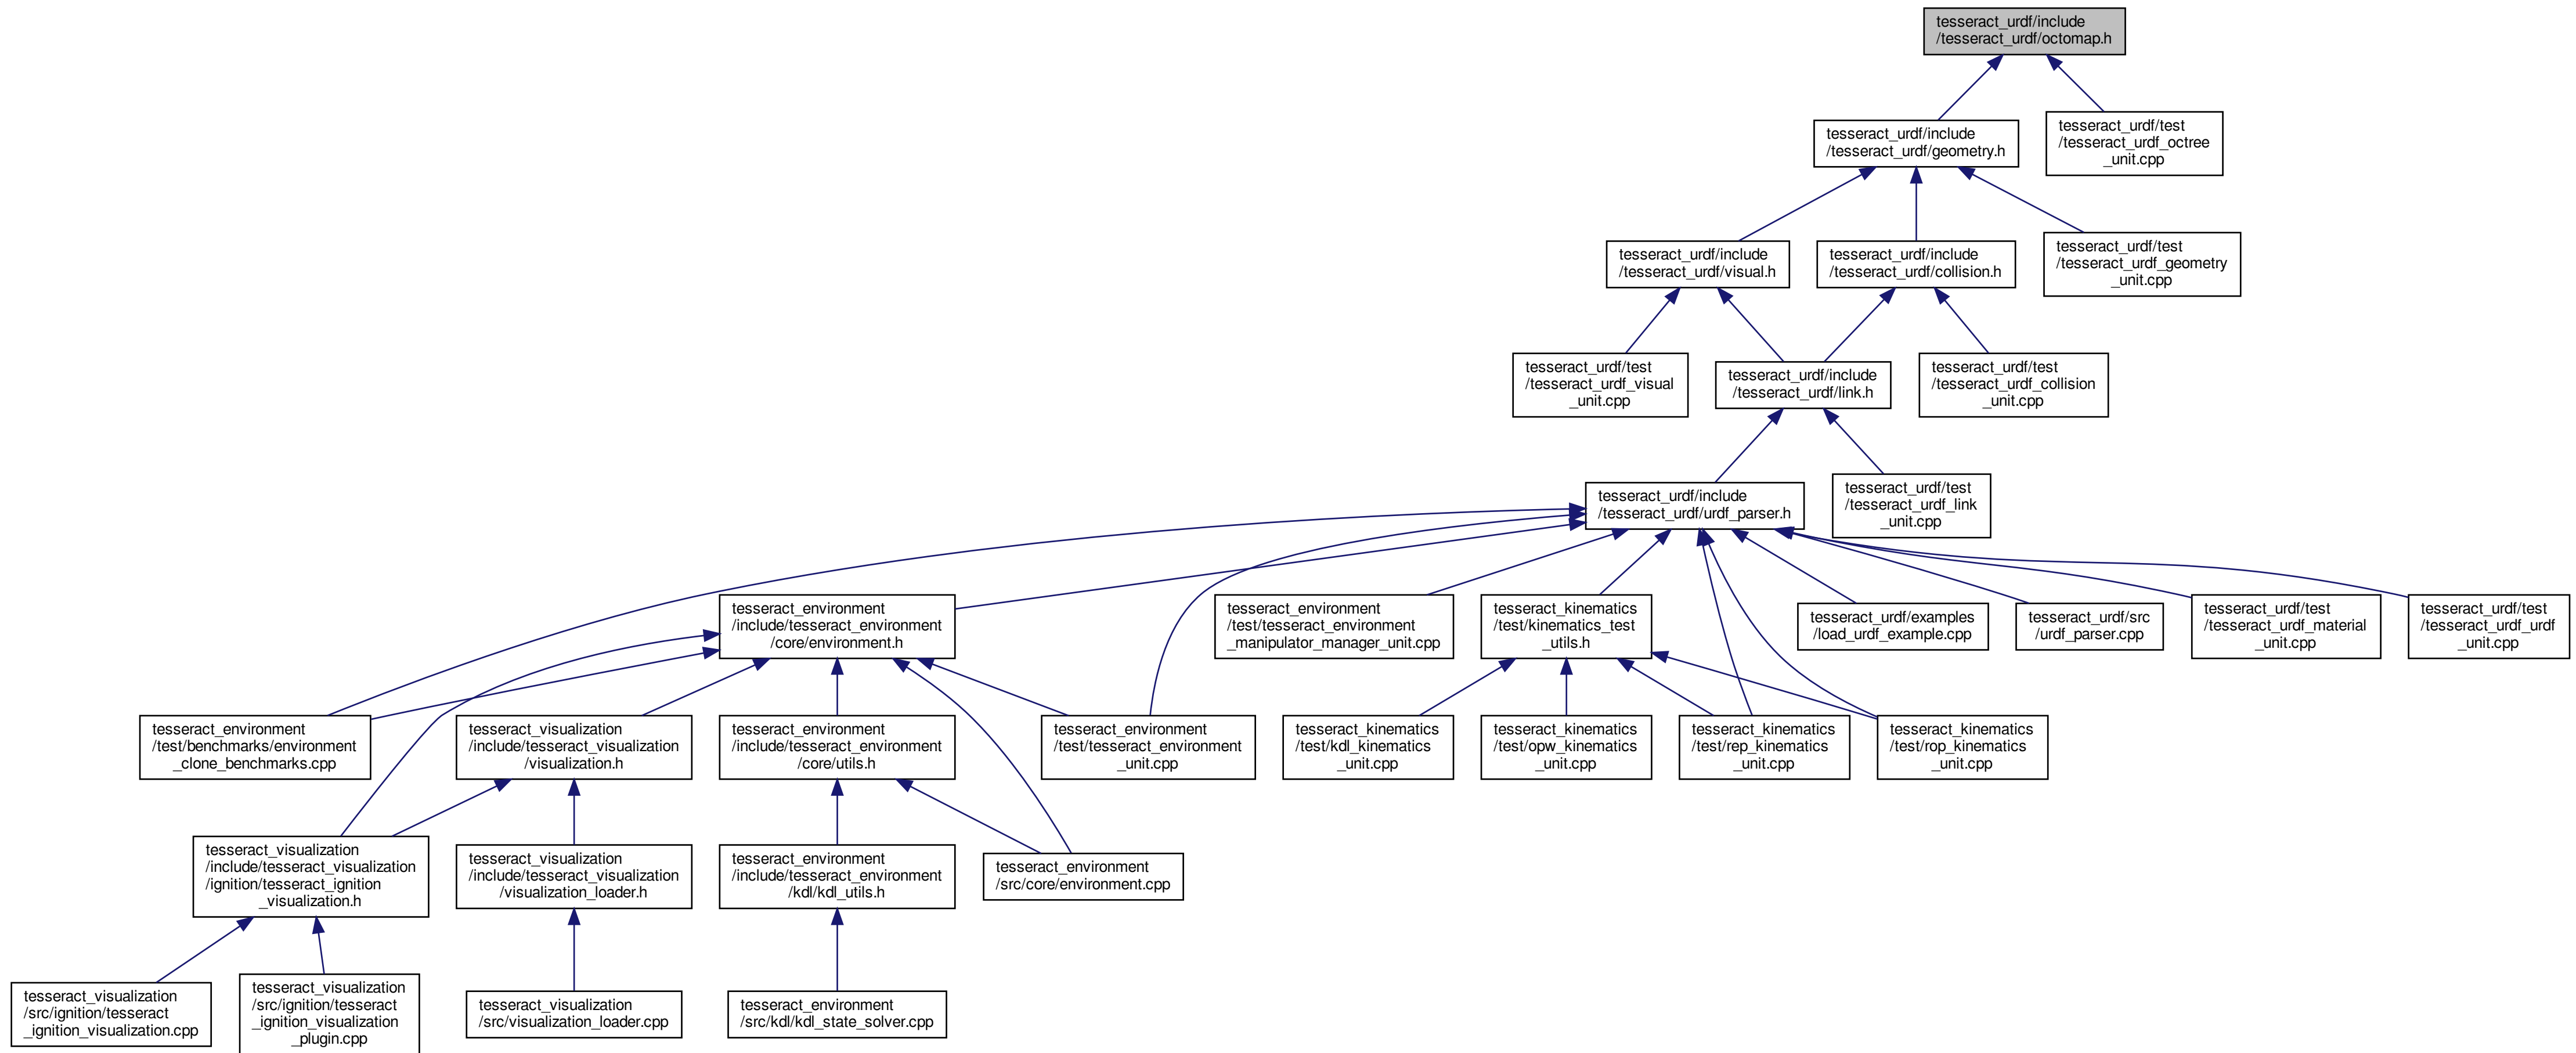 tesseract_urdf/include
/tesseract_urdf/octomap.h
tesseract_urdf/include
/tesseract_urdf/geometry.h
tesseract_urdf/test
/tesseract_urdf_octree
_unit.cpp
tesseract_urdf/include
/tesseract_urdf/visual.h
tesseract_urdf/include
/tesseract_urdf/collision.h
tesseract_urdf/test
/tesseract_urdf_geometry
_unit.cpp
tesseract_urdf/test
/tesseract_urdf_visual
_unit.cpp
tesseract_urdf/include
/tesseract_urdf/link.h
tesseract_urdf/test
/tesseract_urdf_collision
_unit.cpp
tesseract_urdf/include
/tesseract_urdf/urdf_parser.h
tesseract_urdf/test
/tesseract_urdf_link
_unit.cpp
tesseract_environment
/include/tesseract_environment
/core/environment.h
tesseract_environment
/test/tesseract_environment
_manipulator_manager_unit.cpp
tesseract_kinematics
/test/kinematics_test
_utils.h
tesseract_urdf/examples
/load_urdf_example.cpp
tesseract_urdf/src
/urdf_parser.cpp
tesseract_urdf/test
/tesseract_urdf_material
_unit.cpp
tesseract_urdf/test
/tesseract_urdf_urdf
_unit.cpp
tesseract_environment
/test/benchmarks/environment
_clone_benchmarks.cpp
tesseract_visualization
/include/tesseract_visualization
/visualization.h
tesseract_environment
/include/tesseract_environment
/core/utils.h
tesseract_environment
/test/tesseract_environment
_unit.cpp
tesseract_kinematics
/test/kdl_kinematics
_unit.cpp
tesseract_kinematics
/test/opw_kinematics
_unit.cpp
tesseract_kinematics
/test/rep_kinematics
_unit.cpp
tesseract_kinematics
/test/rop_kinematics
_unit.cpp
tesseract_visualization
/include/tesseract_visualization
/ignition/tesseract_ignition
_visualization.h
tesseract_visualization
/include/tesseract_visualization
/visualization_loader.h
tesseract_environment
/include/tesseract_environment
/kdl/kdl_utils.h
tesseract_environment
/src/core/environment.cpp
tesseract_visualization
/src/ignition/tesseract
_ignition_visualization.cpp
tesseract_visualization
/src/ignition/tesseract
_ignition_visualization
_plugin.cpp
tesseract_visualization
/src/visualization_loader.cpp
tesseract_environment
/src/kdl/kdl_state_solver.cpp